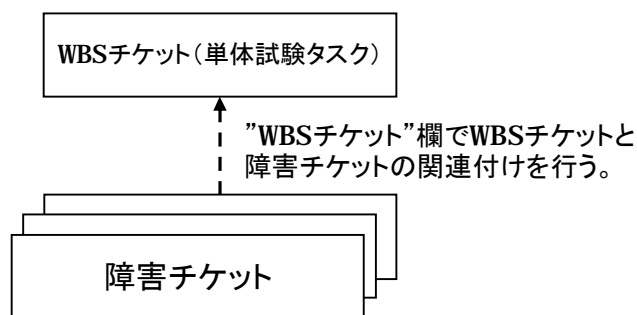 WBSチケット（単体試験タスク）
”WBSチケット”欄でWBSチケットと
障害チケットの関連付けを行う。
障害チケット